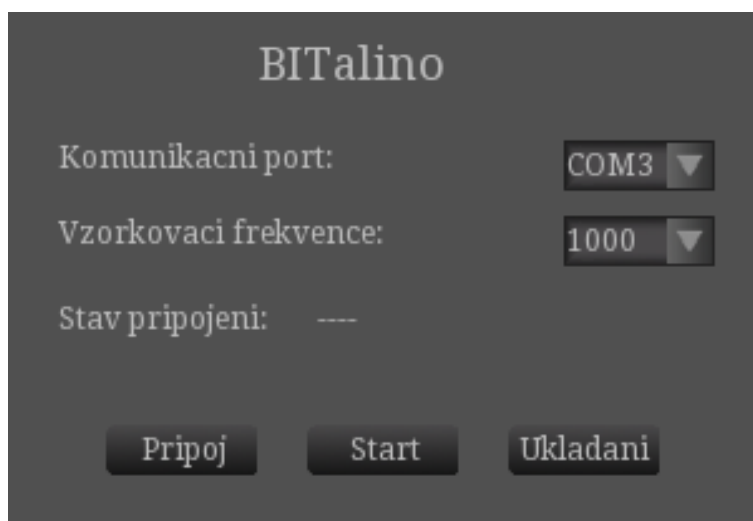 BITalino
Komunikacni port: COM3
Vzorkovaci frekvence: 1000
Stav pripojeni: ----
Pripoj Start Ukladani